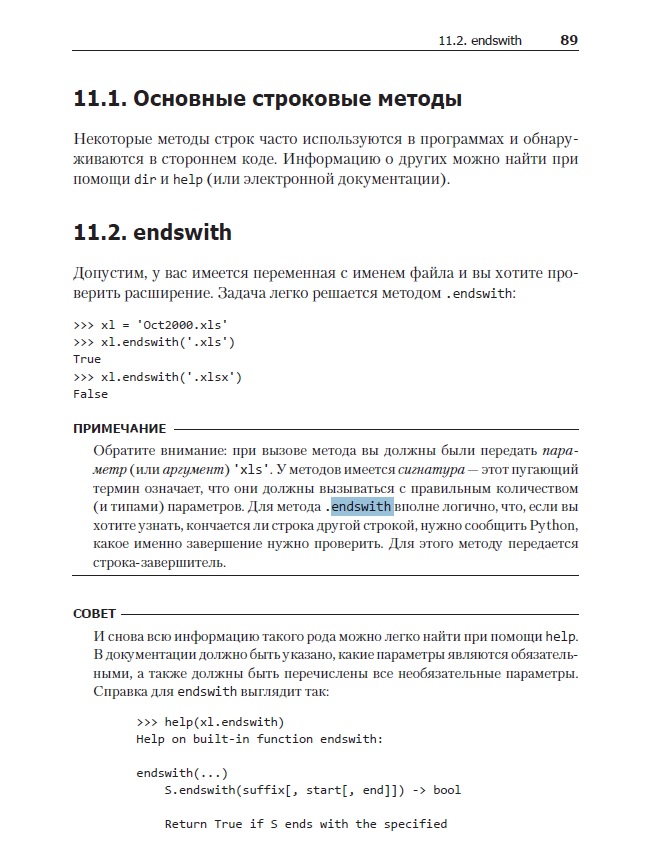 11.2. endswith 89
11.1. Основные строковые методы
Некоторые методы строк часто используются в программах и обнару-
живаются в стороннем коде. Информацию о других можно найти при
помощи dir и help (или электронной документации).
11.2. endswith
Допустим, у вас имеется переменная с именем файла и вы хотите про-
верить расширение. Задача легко решается методом .endswith:
>>> xl = 'Oct2000.xls'
>>> xl.endswith('.xls')
True
>>> xl.endswith('.xlsx')
False
ПРИМЕЧАНИЕ
Обратите внимание: при вызове метода вы должны были передать пара-
метр (или аргумент) 'xls'. У методов имеется сигнатура — этот пугающий
термин означает, что они должны вызываться с правильным количеством
(и типами) параметров. Для метода .endswith вполне логично, что, если вы
хотите узнать, кончается ли строка другой строкой, нужно сообщить Python,
какое именно завершение нужно проверить. Для этого методу передается
строка-завершитель.
СОВЕТ
И снова всю информацию такого рода можно легко найти при помощи help.
В документации должно быть указано, какие параметры являются обязатель-
ными, а также должны быть перечислены все необязательные параметры.
Справка для endswith выглядит так:
>>> help(xl.endswith)
Help on built-in function endswith:
endswith(...)
S.endswith(suffix[, start[, end]]) -> bool
Return True if S ends with the specified